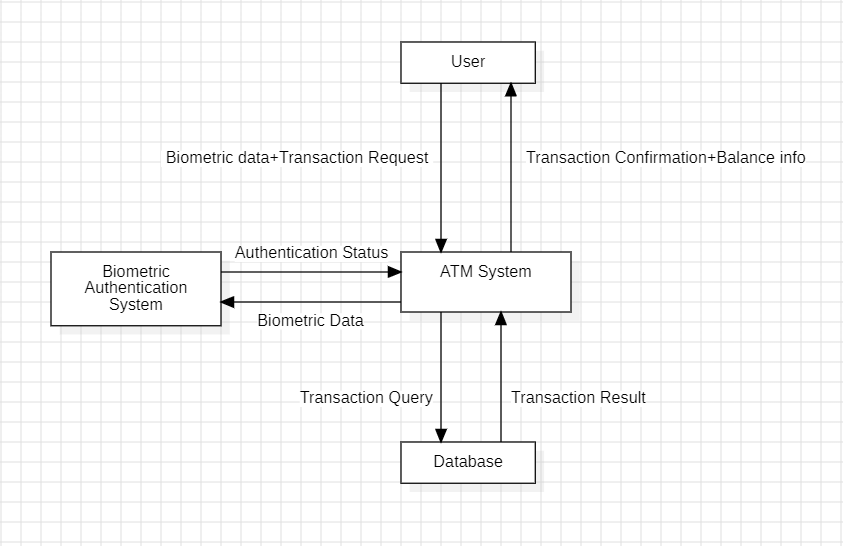 User
Biometric data+Transaction Request
Transaction Confirmation+Balance info
Authentication Status
Biometric
Authentication
System
ATM System
Biometric Data
Transaction Query
Transaction Result
Database